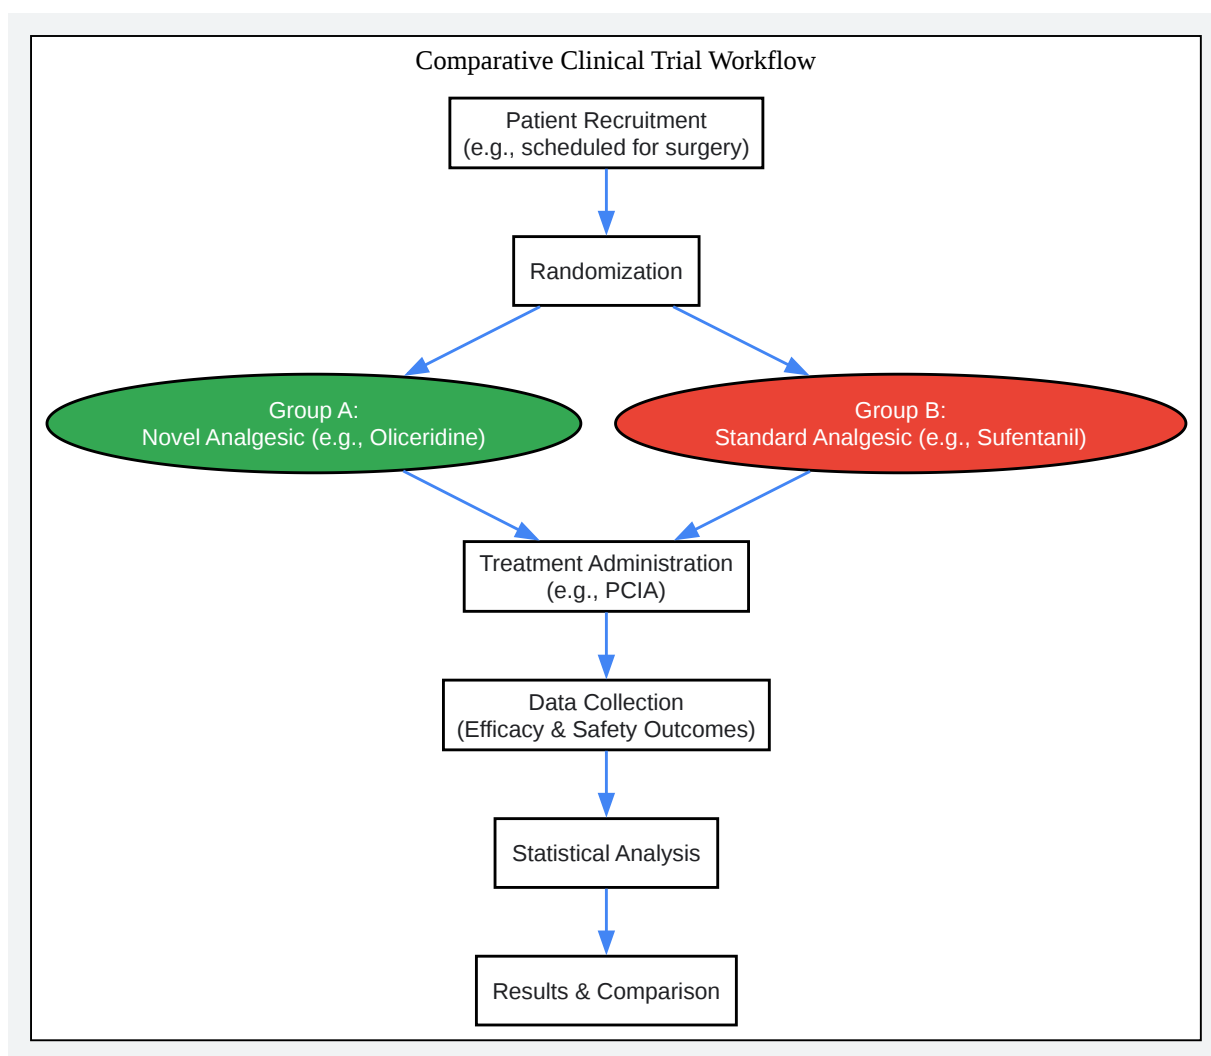 Comparative Clinical Trial Workflow
Patient Recruitment
(e.g., scheduled for surgery)
Randomization
Group A:
Novel Analgesic (e.g., Oliceridine)
Group B:
Standard Analgesic (e.g., Sufentanil)
Treatment Administration
(e.g., PCIA)
Data Collection
(Efficacy & Safety Outcomes)
Statistical Analysis
Results & Comparison